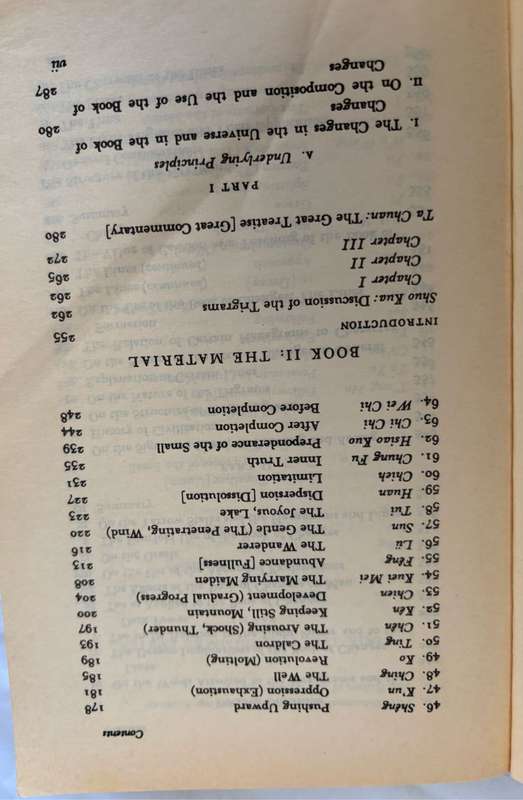 Contents
46. Shêng Pushing Upward 178
47. K'un Oppression (Exhaustion) 181
48. Ching The Well 185
49. Ko Revolution (Molting) 189
50. Ting The Caldron 193
51. Chên The Arousing (Shock, Thunder) 197
52. Kên Keeping Still, Mountain 200
53. Chien Development (Gradual Progress) 204
54. Kuei Mei The Marrying Maiden 208
55. Fêng Abundance [Fullness] 213
56. Lü The Wanderer 216
57. Sun The Gentle (The Penetrating, Wind) 220
58. Tui The Joyous, Lake 223
59. Huan Dispersion [Dissolution] 227
60. Chieh Limitation 231
61. Chung Fu Inner Truth 235
62. Hsiao Kuo Preponderance of the Small 239
63. Chi Chi After Completion 244
64. Wei Chi Before Completion 248
BOOK II: THE MATERIAL
INTRODUCTION 255
Shuo Kua: Discussion of the Trigrams 262
Chapter I 262
Chapter II 265
Chapter III 272
Ta Chuan: The Great Treatise [Great Commentary] 280
PART I
A. Underlying Principles
I. The Changes in the Universe and in the Book of
Changes 280
II. On the Composition and the Use of the Book of
Changes 287
vii